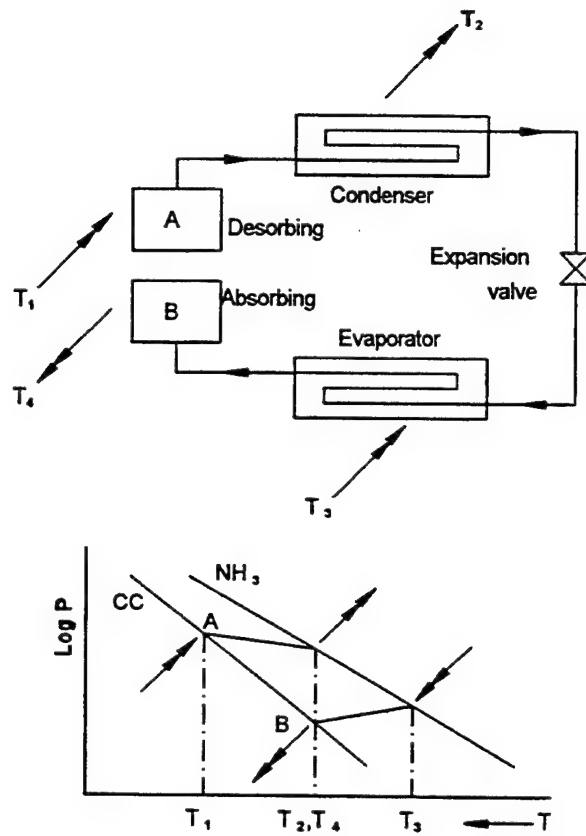 T₂
Condenser
A
Desorbing
Expansion
valve
T₁
B
Absorbing
Evaporator
T₄
T₃
Log P
CC
NH₃
A
B
T₁
T₂,T₄
T₃
T